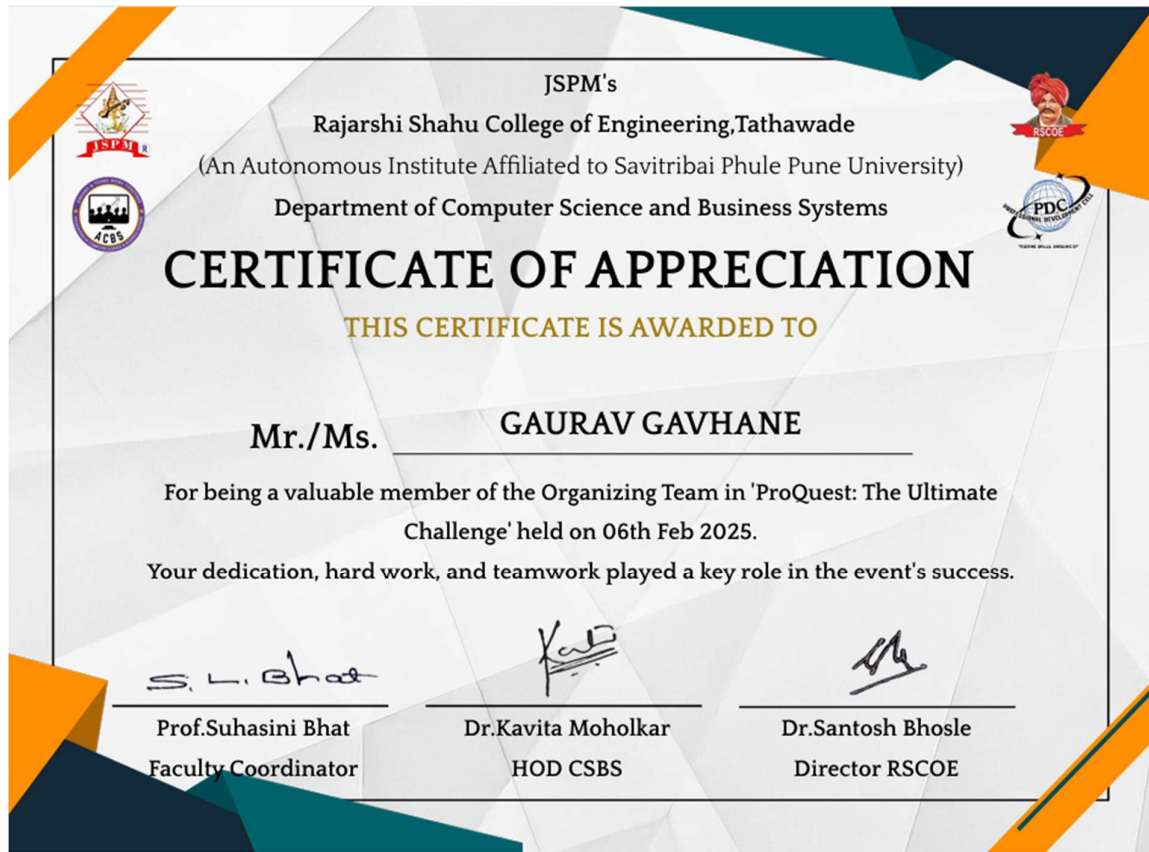 JSPM's
Rajarshi Shahu College of Engineering,Tathawade
(An Autonomous Institute Affiliated to Savitribai Phule Pune University)
Department of Computer Science and Business Systems
JSPM R
RSCOE
ACBS
PDC
PROFESSIONAL DEVELOPMENT CELL
CERTIFICATE OF APPRECIATION
THIS CERTIFICATE IS AWARDED TO
Mr./Ms. GAURAV GAVHANE
For being a valuable member of the Organizing Team in 'ProQuest: The Ultimate
Challenge' held on 06th Feb 2025.
Your dedication, hard work, and teamwork played a key role in the event's success.
S. L. Bhat
Prof.Suhasini Bhat
Faculty Coordinator
Dr.Kavita Moholkar
HOD CSBS
Dr.Santosh Bhosle
Director RSCOE